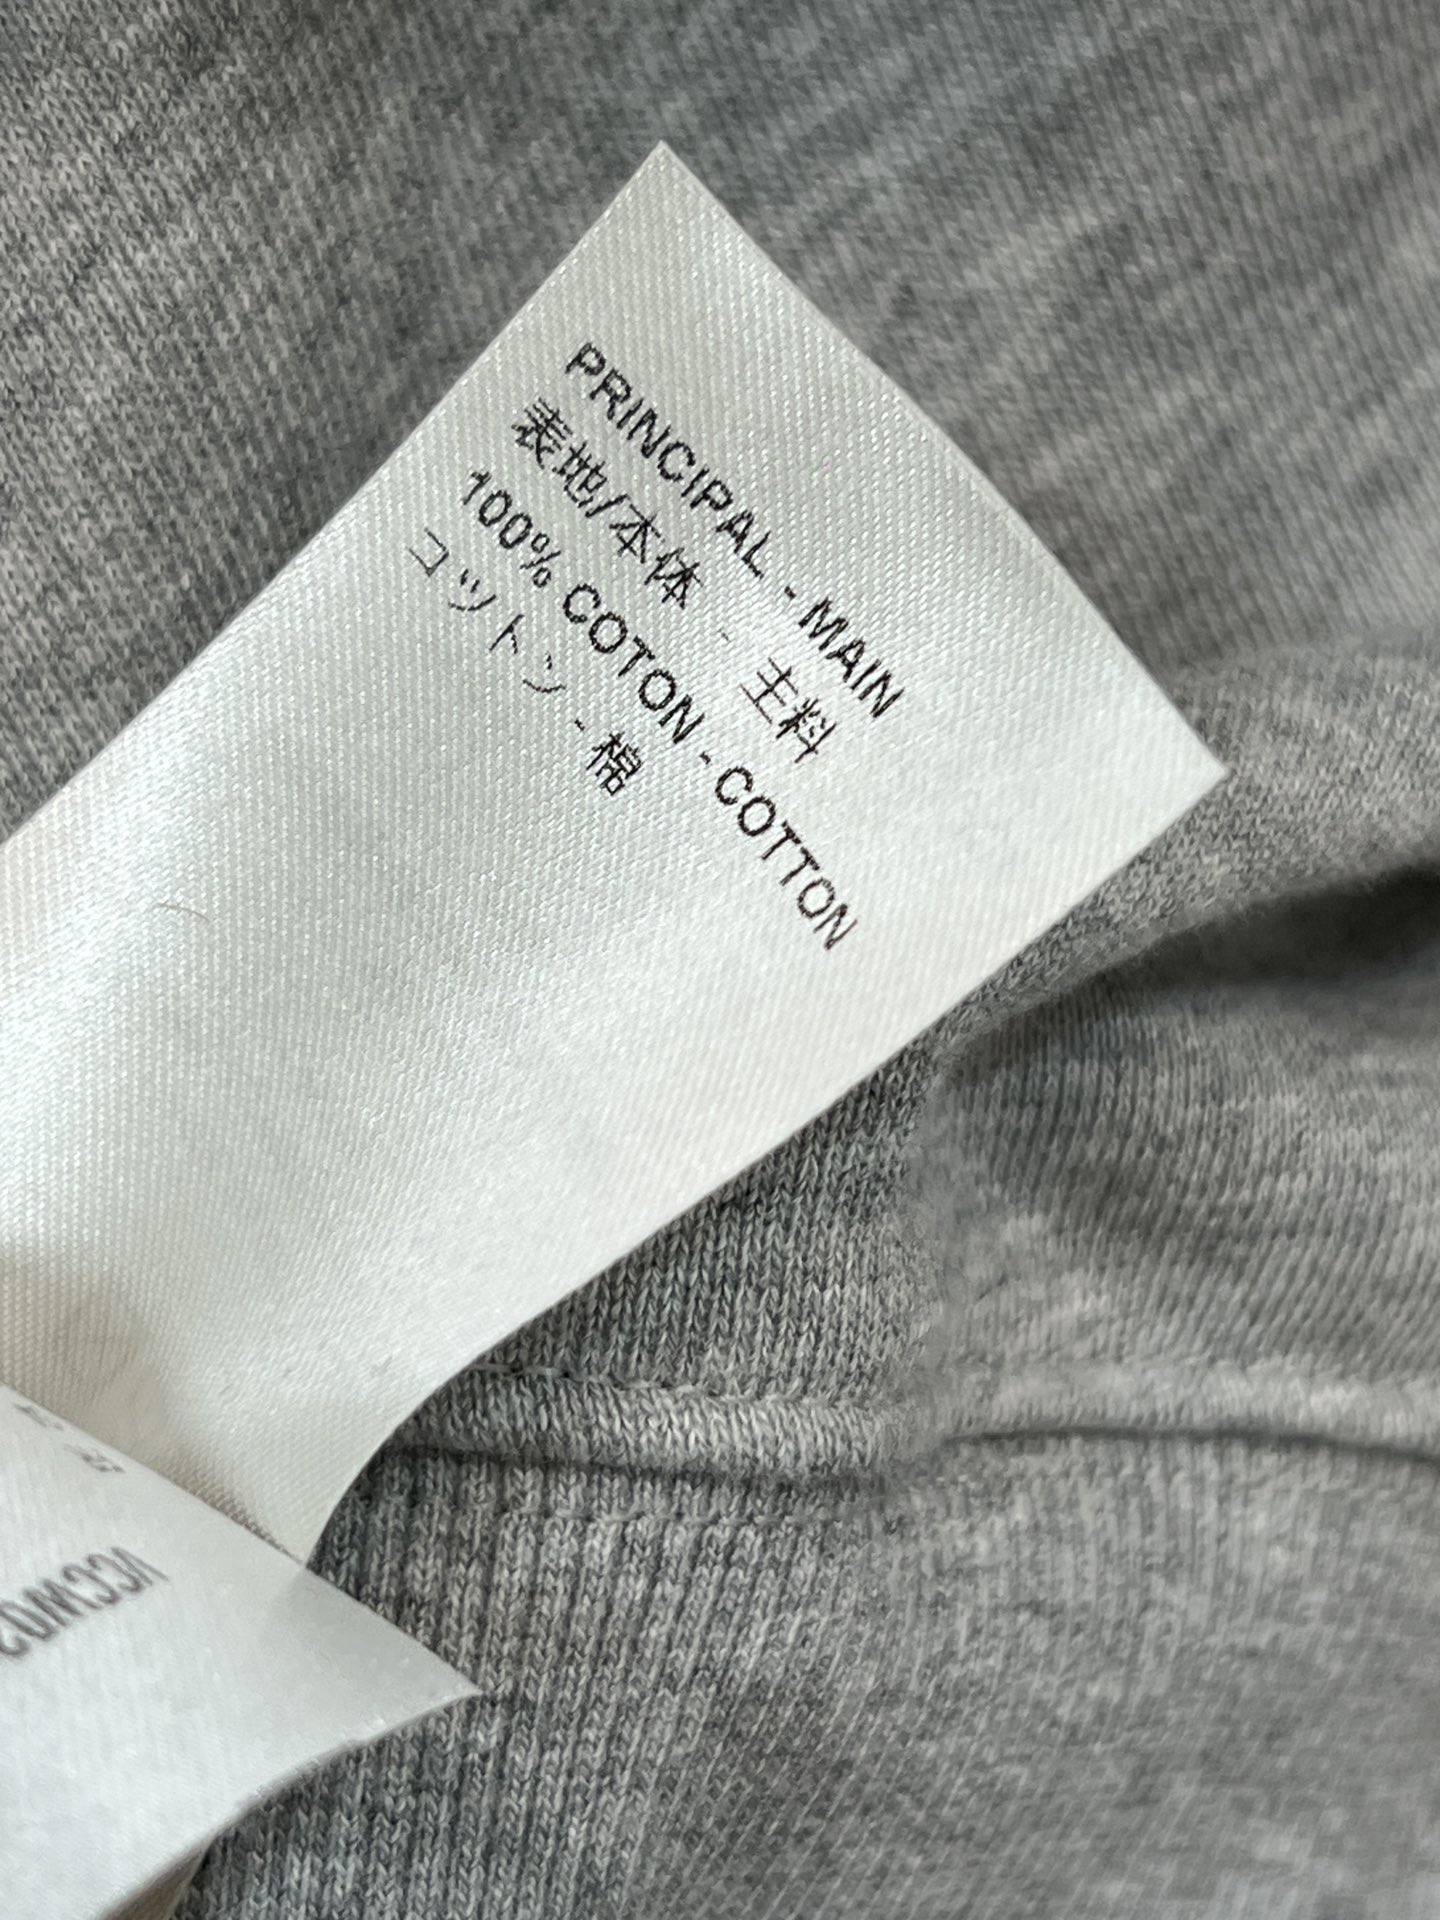 PRINCIPAL - MAIN
表地/本体 - 主料
100% COTON - COTTON
コットン - 棉